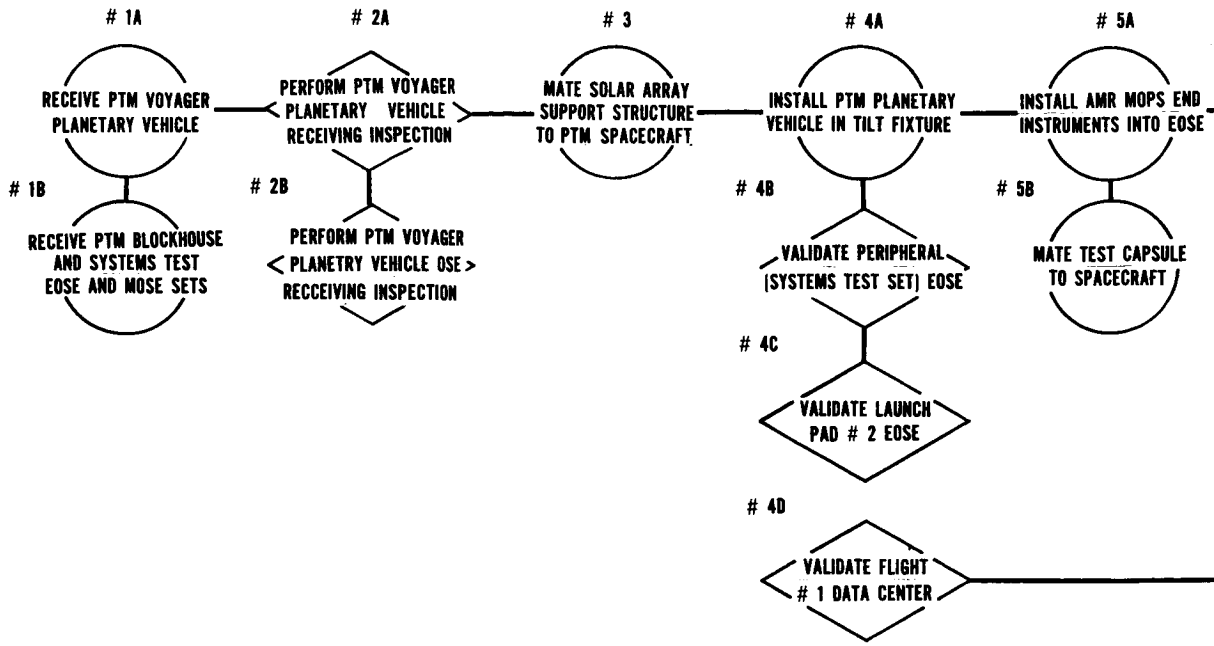 # 1A
RECEIVE PTM VOYAGER
PLANETARY VEHICLE
# 1B
RECEIVE PTM BLOCKHOUSE
AND SYSTEMS TEST
EOSE AND MOSE SETS
# 2A
PERFORM PTM VOYAGER
PLANETARY VEHICLE
RECEIVING INSPECTION
# 2B
PERFORM PTM VOYAGER
< PLANETRY VEHICLE OSE >
RECCEIVING INSPECTION
# 3
MATE SOLAR ARRAY
SUPPORT STRUCTURE
TO PTM SPACECRAFT
# 4A
INSTALL PTM PLANETARY
VEHICLE IN TILT FIXTURE
# 4B
VALIDATE PERIPHERAL
(SYSTEMS TEST SET) EOSE
# 4C
VALIDATE LAUNCH
PAD # 2 EOSE
# 4D
VALIDATE FLIGHT
# 1 DATA CENTER
# 5A
INSTALL AMR MOPS END
INSTRUMENTS INTO EOSE
# 5B
MATE TEST CAPSULE
TO SPACECRAFT